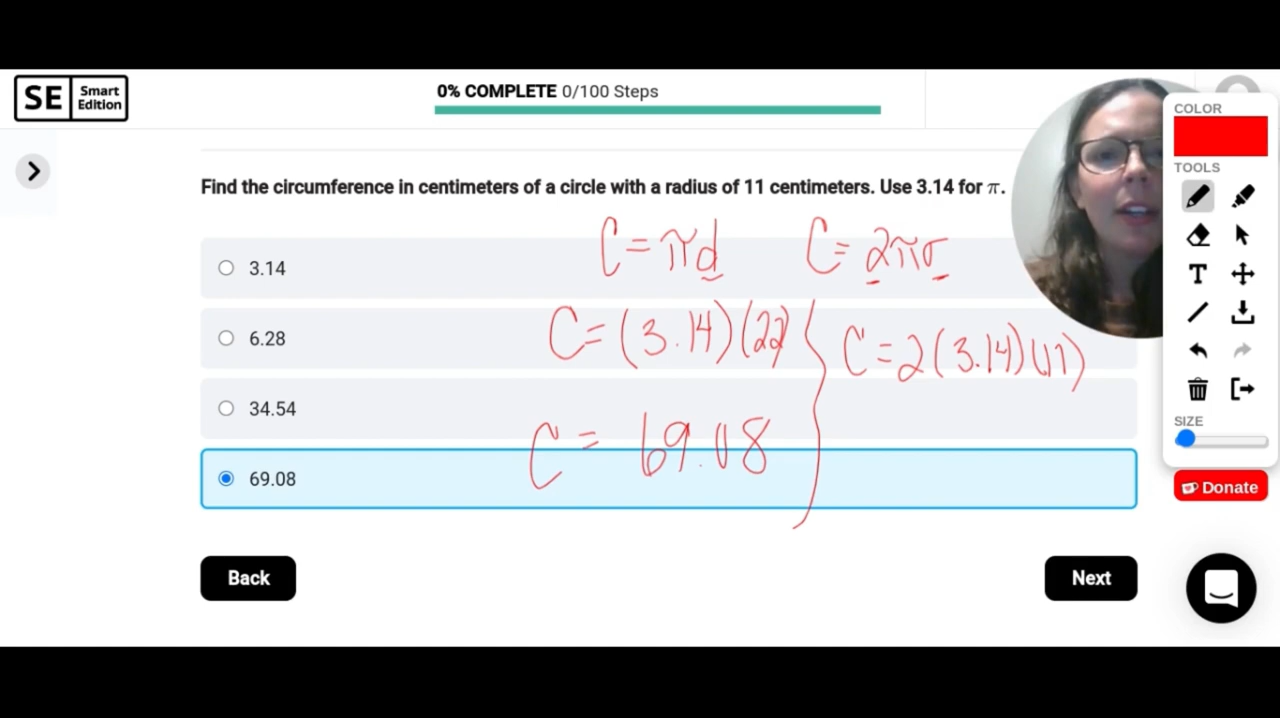 SE Smart Edition
0% COMPLETE 0/100 Steps
COLOR
TOOLS
T
SIZE
Donate
Find the circumference in centimeters of a circle with a radius of 11 centimeters. Use 3.14 for π.
C = πd
C = 2πr
3.14
6.28
C = (3.14)(22)
C = 2(3.14)(11)
34.54
C = 69.08
69.08
Back
Next